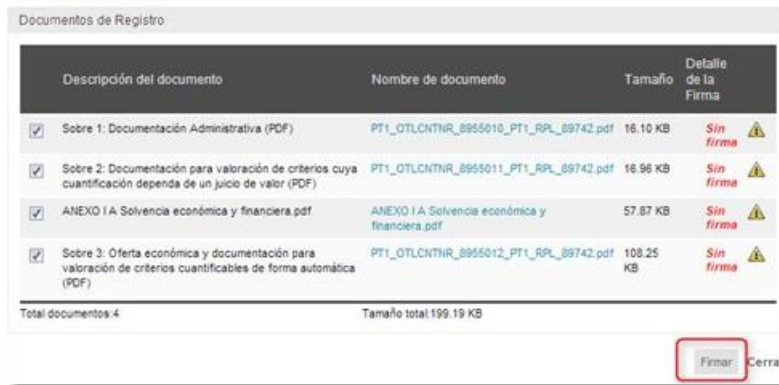 Documentos de Registro
Descripción del documento Nombre de documento Tamaño Detalle de la Firma
Sobre 1: Documentación Administrativa (PDF) PT1_OTLCNTNR_8955010_PT1_RPL_89742.pdf 16.10 KB Sin firma
Sobre 2: Documentación para valoración de criterios cuya cuantificación dependa de un juicio de valor (PDF) PT1_OTLCNTNR_8955011_PT1_RPL_89742.pdf 16.96 KB Sin firma
ANEXO I A Solvencia económica y financiera.pdf ANEXO I A Solvencia económica y financiera.pdf 57.87 KB Sin firma
Sobre 3: Oferta económica y documentación para valoración de criterios cuantificables de forma automática (PDF) PT1_OTLCNTNR_8955012_PT1_RPL_89742.pdf 108.25 KB Sin firma
Total documentos:4 Tamaño total:199.19 KB
Firmar Cerra